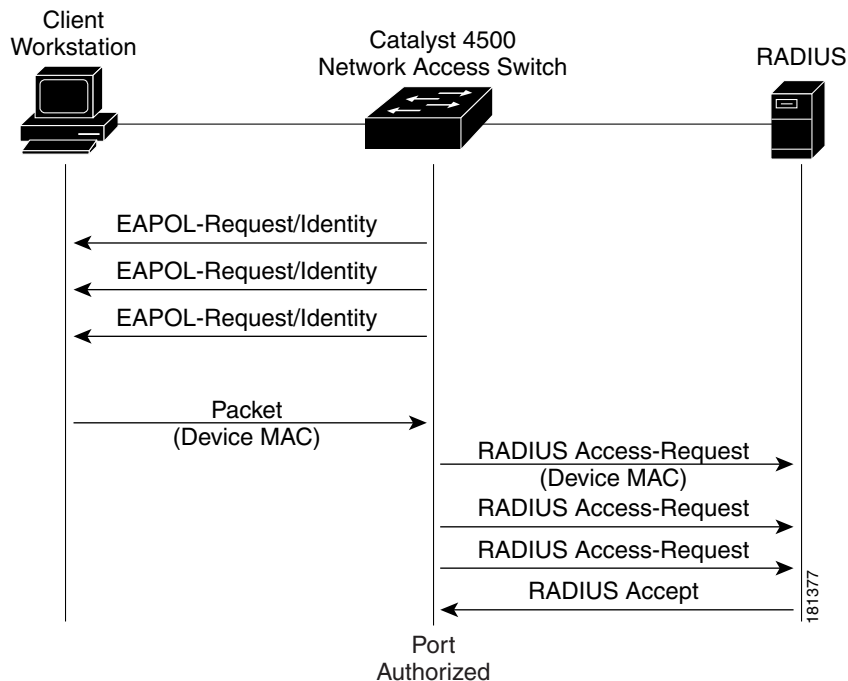 Client
Workstation
Catalyst 4500
Network Access Switch
RADIUS
EAPOL-Request/Identity
EAPOL-Request/Identity
EAPOL-Request/Identity
Packet
(Device MAC)
RADIUS Access-Request
(Device MAC)
RADIUS Access-Request
RADIUS Access-Request
RADIUS Accept
181377
Port
Authorized